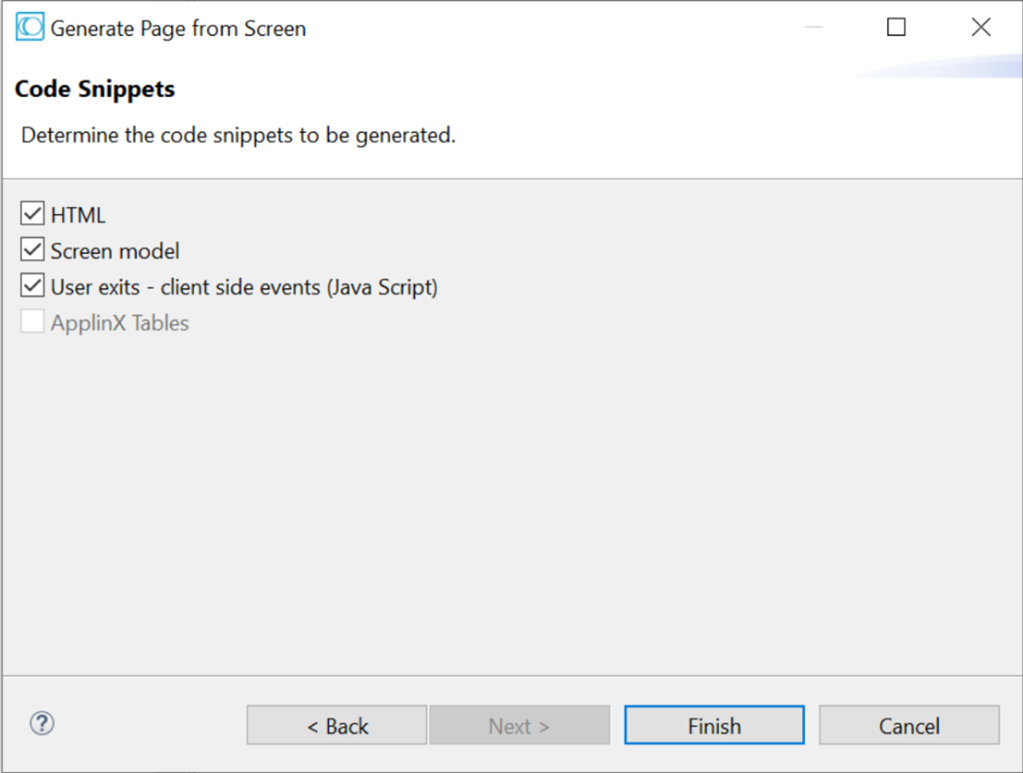 Generate Page from Screen
Code Snippets
Determine the code snippets to be generated.
HTML
Screen model
User exits - client side events (Java Script)
ApplinX Tables
?
< Back
Next >
Finish
Cancel